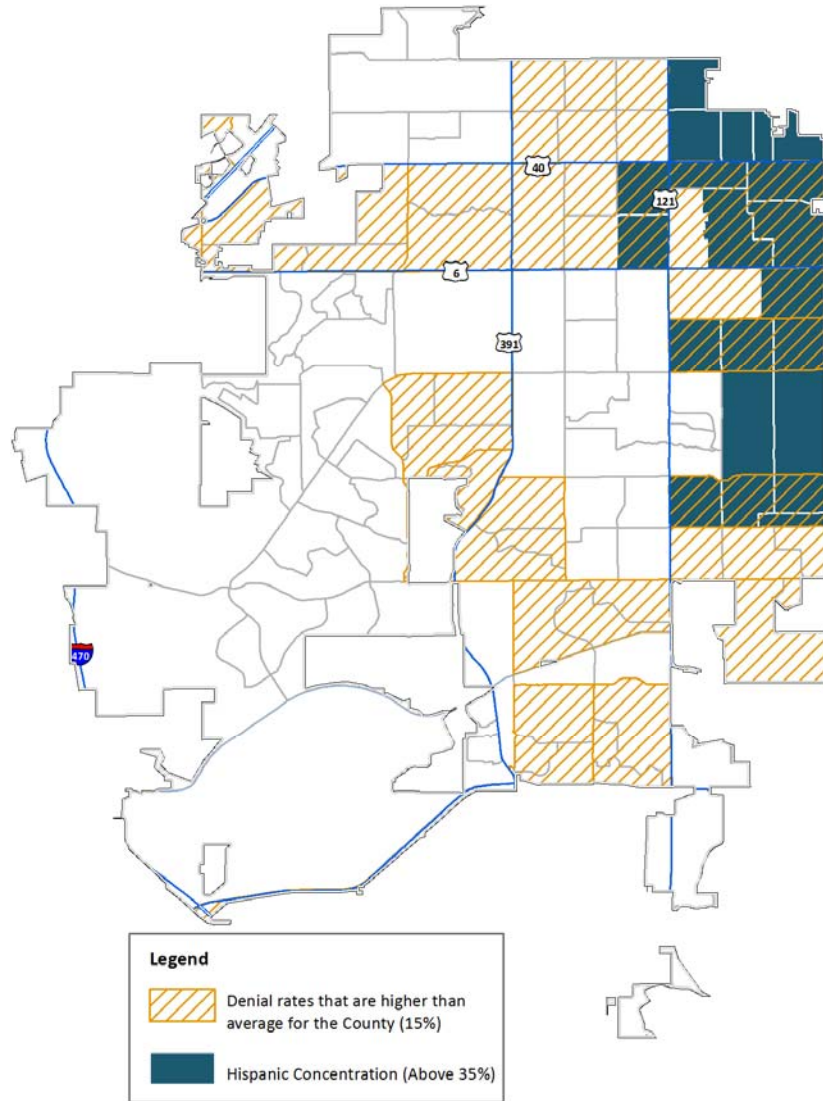 40
121
6
391
470
Legend
Denial rates that are higher than
average for the County (15%)
Hispanic Concentration (Above 35%)